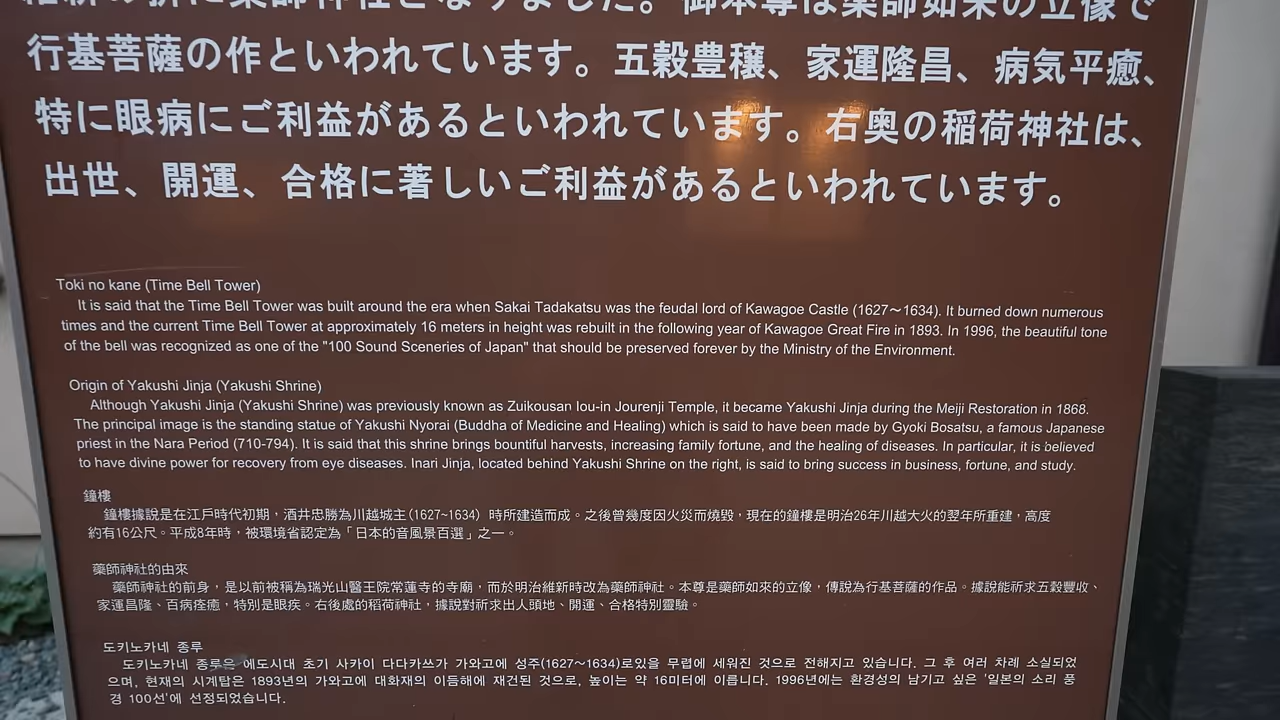 維新の折に薬師神社となりました。御本尊は薬師如来の立像で
行基菩薩の作といわれています。五穀豊穣、家運隆昌、病気平癒、
特に眼病にご利益があるといわれています。右奥の稲荷神社は、
出世、開運、合格に著しいご利益があるといわれています。
Toki no kane (Time Bell Tower)
It is said that the Time Bell Tower was built around the era when Sakai Tadakatsu was the feudal lord of Kawagoe Castle (1627～1634). It burned down numerous
times and the current Time Bell Tower at approximately 16 meters in height was rebuilt in the following year of Kawagoe Great Fire in 1893. In 1996, the beautiful tone
of the bell was recognized as one of the "100 Sound Sceneries of Japan" that should be preserved forever by the Ministry of the Environment.
Origin of Yakushi Jinja (Yakushi Shrine)
Although Yakushi Jinja (Yakushi Shrine) was previously known as Zuikousan Iou-in Jourenji Temple, it became Yakushi Jinja during the Meiji Restoration in 1868.
The principal image is the standing statue of Yakushi Nyorai (Buddha of Medicine and Healing) which is said to have been made by Gyoki Bosatsu, a famous Japanese
priest in the Nara Period (710-794). It is said that this shrine brings bountiful harvests, increasing family fortune, and the healing of diseases. In particular, it is believed
to have divine power for recovery from eye diseases. Inari Jinja, located behind Yakushi Shrine on the right, is said to bring success in business, fortune, and study.
鐘樓
鐘樓據說是在江戶時代初期，酒井忠勝為川越城主(1627~1634) 時所建造而成。之後曾幾度因火災而燒毀，現在的鐘樓是明治26年川越大火的翌年所重建，高度
約有16公尺。平成8年時，被環境省認定為「日本的音風景百選」之一。
藥師神社的由來
藥師神社的前身，是以前被稱為瑞光山醫王院常蓮寺的寺廟，而於明治維新時改為藥師神社。本尊是藥師如來的立像，傳說為行基菩薩的作品。據說能祈求五穀豐收、
家運昌隆、百病痊癒，特別是眼疾。右後處的稻荷神社，據說對祈求出人頭地、開運、合格特別靈驗。
도키노카네 종루
도키노카네 종루은 에도시대 초기 사카이 다다카쓰가 가와고에 성주(1627～1634)로있을 무렵에 세워진 것으로 전해지고 있습니다. 그 후 여러 차례 소실되었
으며, 현재의 시계탑은 1893년의 가와고에 대화재의 이듬해에 재건된 것으로, 높이는 약 16미터에 이릅니다. 1996년에는 환경성의 남기고 싶은 '일본의 소리 풍
경 100선'에 선정되었습니다.